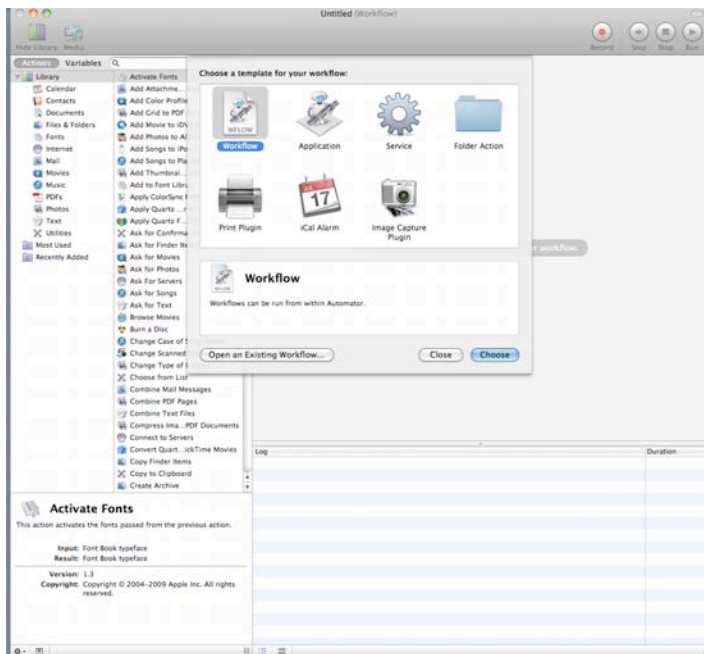 Untitled (Workflow)
Hide Library Media
Record Step Stop Run
Actions Variables
Library
Calendar
Contacts
Documents
Files & Folders
Fonts
Internet
Mail
Movies
Music
PDFs
Photos
Text
Utilities
Most Used
Recently Added
Activate Fonts
Add Attachme...
Add Color Profile
Add Grid to PDF
Add Movie to iDV
Add Photos to Al
Add Songs to iPo
Add Songs to Pla
Add Thumbnai...
Add to Font Libra
Apply ColorSync
Apply Quartz
Apply Quartz F...
Ask for Confirma
Ask for Finder Ite
Ask for Movies
Ask for Photos
Ask For Servers
Ask for Songs
Ask for Text
Browse Movies
Burn a Disc
Change Case of
Change Scanned
Change Type of
Choose from List
Combine Mail Messages
Combine PDF Pages
Combine Text Files
Compress Ima...PDF Documents
Connect to Servers
Convert Quart...ickTime Movies
Copy Finder Items
Copy to Clipboard
Create Archive
Choose a template for your workflow:
WFLOW
Workflow Application Service Folder Action
JUL
17
Print Plugin iCal Alarm Image Capture
Plugin
Workflow
Workflows can be run from within Automator.
Open an Existing Workflow... Close Choose
r workflow.
Log Duration
Activate Fonts
This action activates the fonts passed from the previous action.
Input: Font Book typeface
Result: Font Book typeface
Version: 1.3
Copyright: Copyright © 2004–2009 Apple Inc. All rights
reserved.